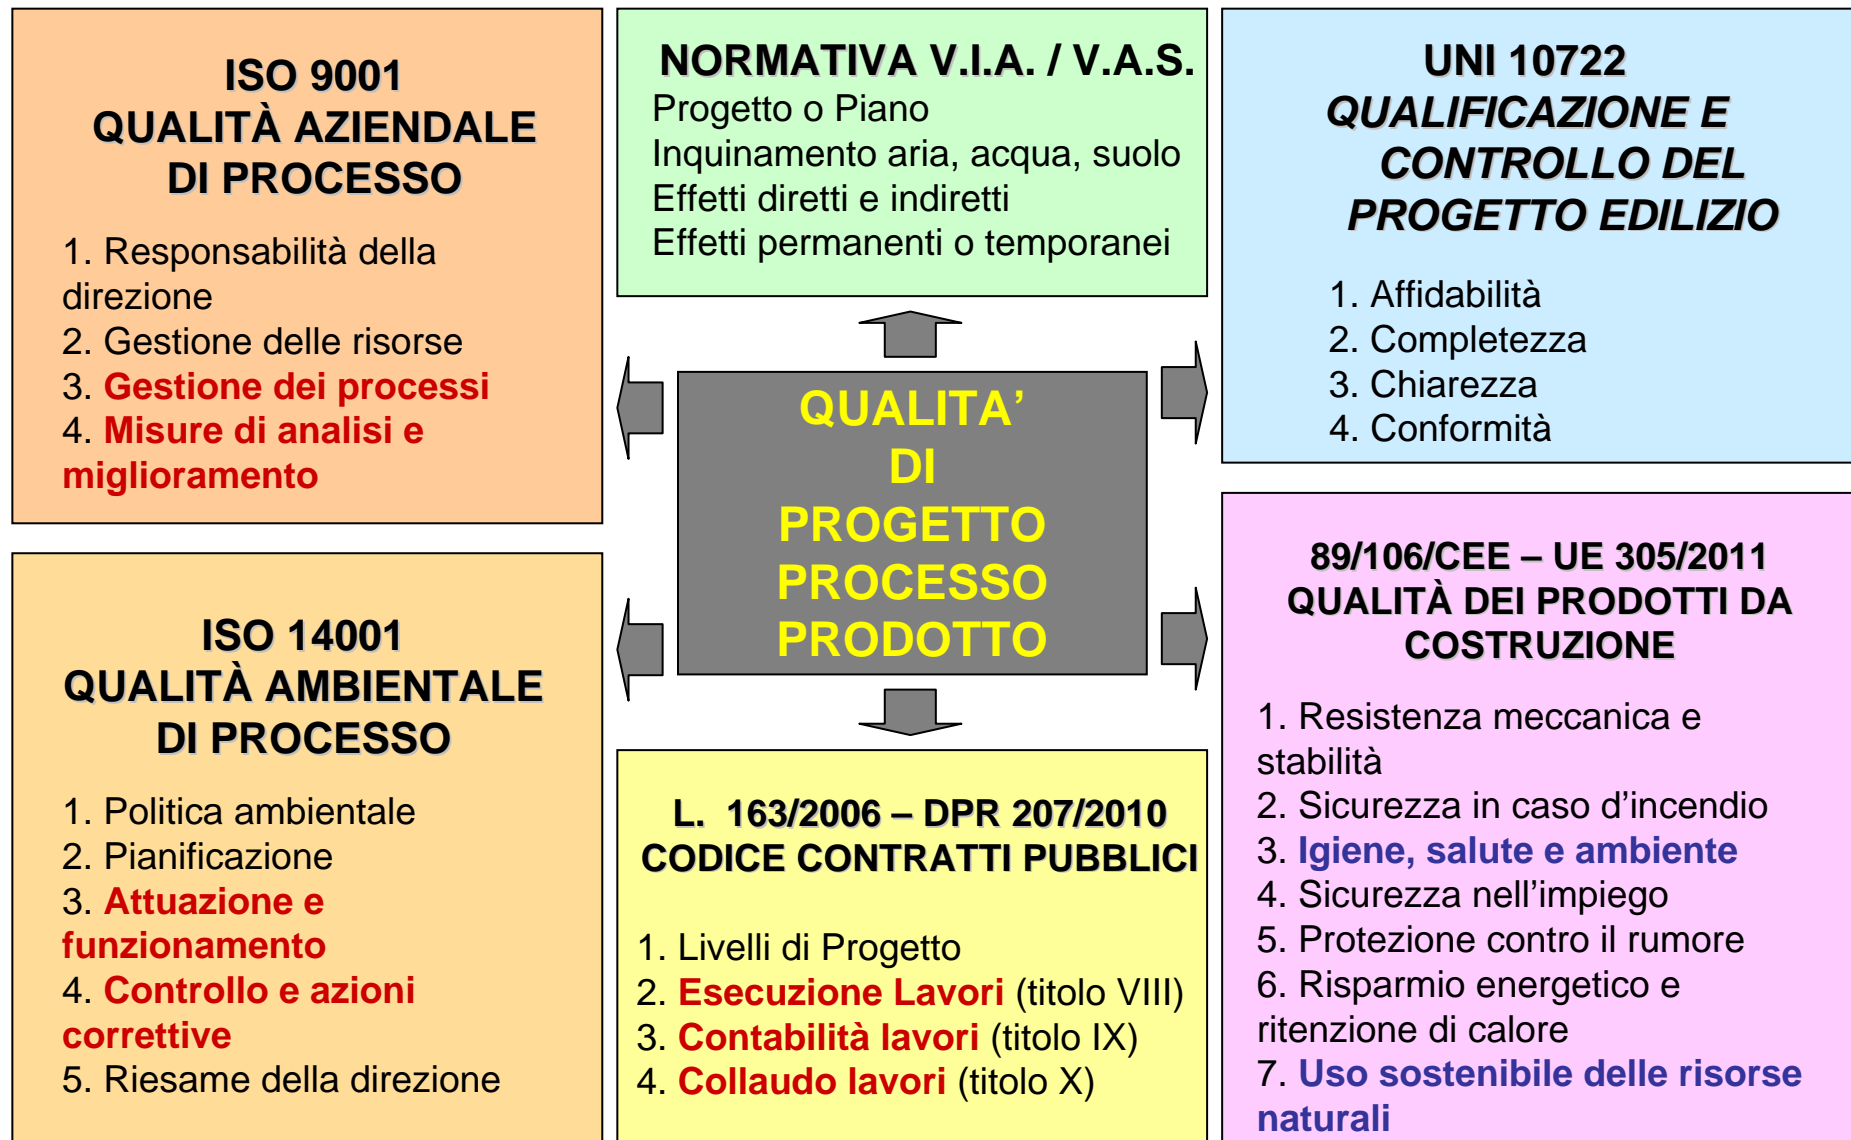 ISO 9001
QUALITÀ AZIENDALE
DI PROCESSO
1. Responsabilità della
direzione
2. Gestione delle risorse
3. Gestione dei processi
4. Misure di analisi e
miglioramento
NORMATIVA V.I.A. / V.A.S.
Progetto o Piano
Inquinamento aria, acqua, suolo
Effetti diretti e indiretti
Effetti permanenti o temporanei
UNI 10722
QUALIFICAZIONE E
CONTROLLO DEL
PROGETTO EDILIZIO
1. Affidabilità
2. Completezza
3. Chiarezza
4. Conformità
QUALITA’
DI
PROGETTO
PROCESSO
PRODOTTO
ISO 14001
QUALITÀ AMBIENTALE
DI PROCESSO
1. Politica ambientale
2. Pianificazione
3. Attuazione e
funzionamento
4. Controllo e azioni
correttive
5. Riesame della direzione
L. 163/2006 – DPR 207/2010
CODICE CONTRATTI PUBBLICI
1. Livelli di Progetto
2. Esecuzione Lavori (titolo VIII)
3. Contabilità lavori (titolo IX)
4. Collaudo lavori (titolo X)
89/106/CEE – UE 305/2011
QUALITÀ DEI PRODOTTI DA
COSTRUZIONE
1. Resistenza meccanica e
stabilità
2. Sicurezza in caso d’incendio
3. Igiene, salute e ambiente
4. Sicurezza nell’impiego
5. Protezione contro il rumore
6. Risparmio energetico e
ritenzione di calore
7. Uso sostenibile delle risorse
naturali